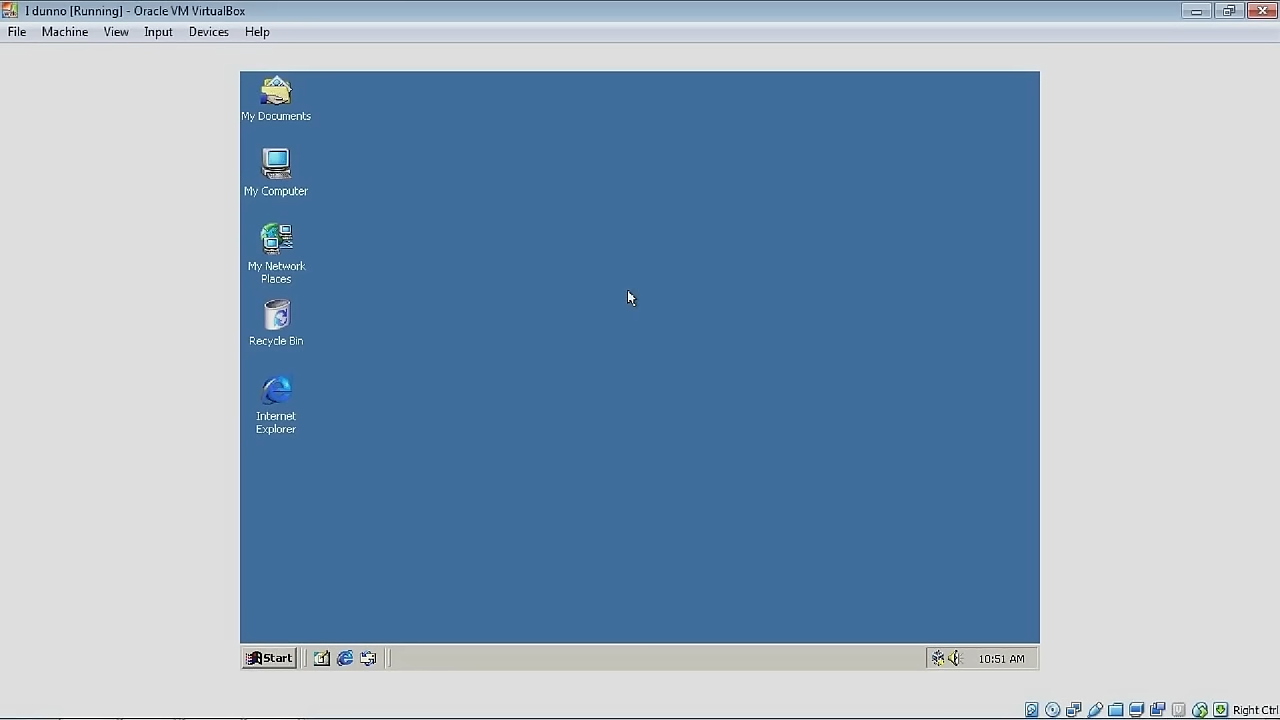 I dunno [Running] - Oracle VM VirtualBox
File Machine View Input Devices Help
My Documents
My Computer
My Network
Places
Recycle Bin
Internet
Explorer
Start
10:51 AM
Right Ctrl